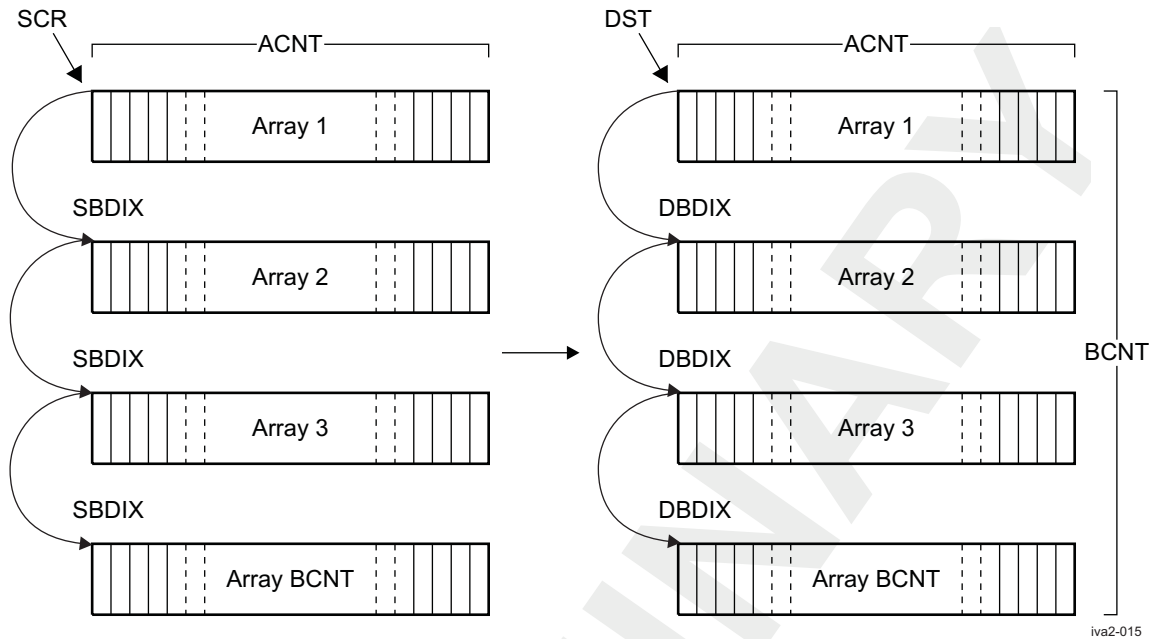 SCR
DST
ACNT
ACNT
Array 1
Array 1
SBDIX
DBDIX
Array 2
Array 2
SBDIX
DBDIX
BCNT
Array 3
Array 3
SBDIX
DBDIX
Array BCNT
Array BCNT
iva2-015
INARY